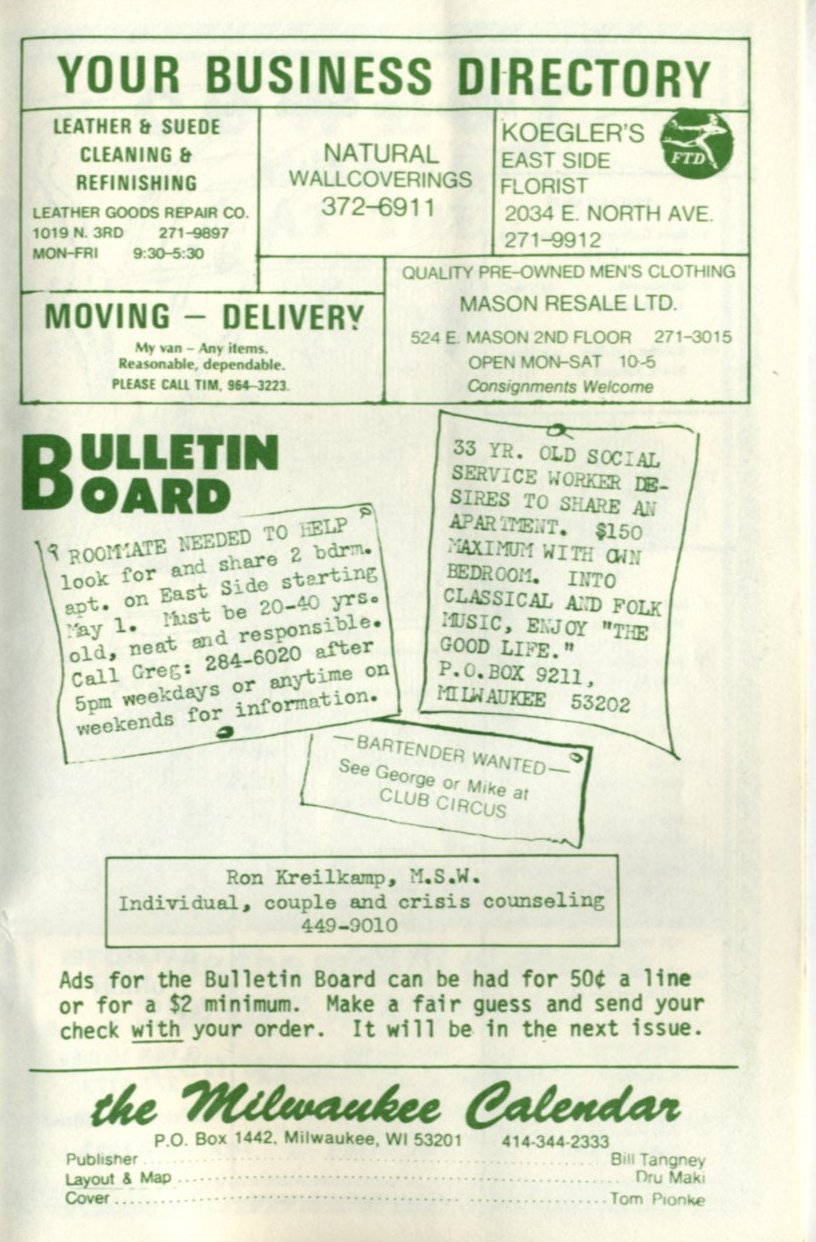 YOUR BUSINESS DIRECTORY
LEATHER & SUEDE
CLEANING &
REFINISHING
LEATHER GOODS REPAIR CO.
1019 N. 3RD 271-9897
MON-FRI 9:30-5:30
NATURAL
WALLCOVERINGS
372-6911
KOEGLER'S
EAST SIDE
FLORIST
2034 E. NORTH AVE.
271-9912
FTD
MOVING — DELIVERY
My van – Any items.
Reasonable, dependable.
PLEASE CALL TIM, 964-3223.
QUALITY PRE-OWNED MEN'S CLOTHING
MASON RESALE LTD.
524 E. MASON 2ND FLOOR 271-3015
OPEN MON-SAT 10-5
Consignments Welcome
BULLETIN
BOARD
ROOMMATE NEEDED TO HELP
look for and share 2 bdrm.
apt. on East Side starting
May 1. Must be 20-40 yrs.
old, neat and responsible.
Call Greg: 284-6020 after
5pm weekdays or anytime on
weekends for information.
33 YR. OLD SOCIAL
SERVICE WORKER DE-
SIRES TO SHARE AN
APARTMENT. $150
MAXIMUM WITH OWN
BEDROOM. INTO
CLASSICAL AND FOLK
MUSIC, ENJOY "THE
GOOD LIFE."
P.O.BOX 9211,
MILWAUKEE 53202
—BARTENDER WANTED—
See George or Mike at
CLUB CIRCUS
Ron Kreilkamp, M.S.W.
Individual, couple and crisis counseling
449-9010
Ads for the Bulletin Board can be had for 50¢ a line
or for a $2 minimum. Make a fair guess and send your
check with your order. It will be in the next issue.
the Milwaukee Calendar
P.O. Box 1442, Milwaukee, WI 53201 414-344-2333
Publisher Bill Tangney
Layout & Map Dru Maki
Cover Tom Pionke